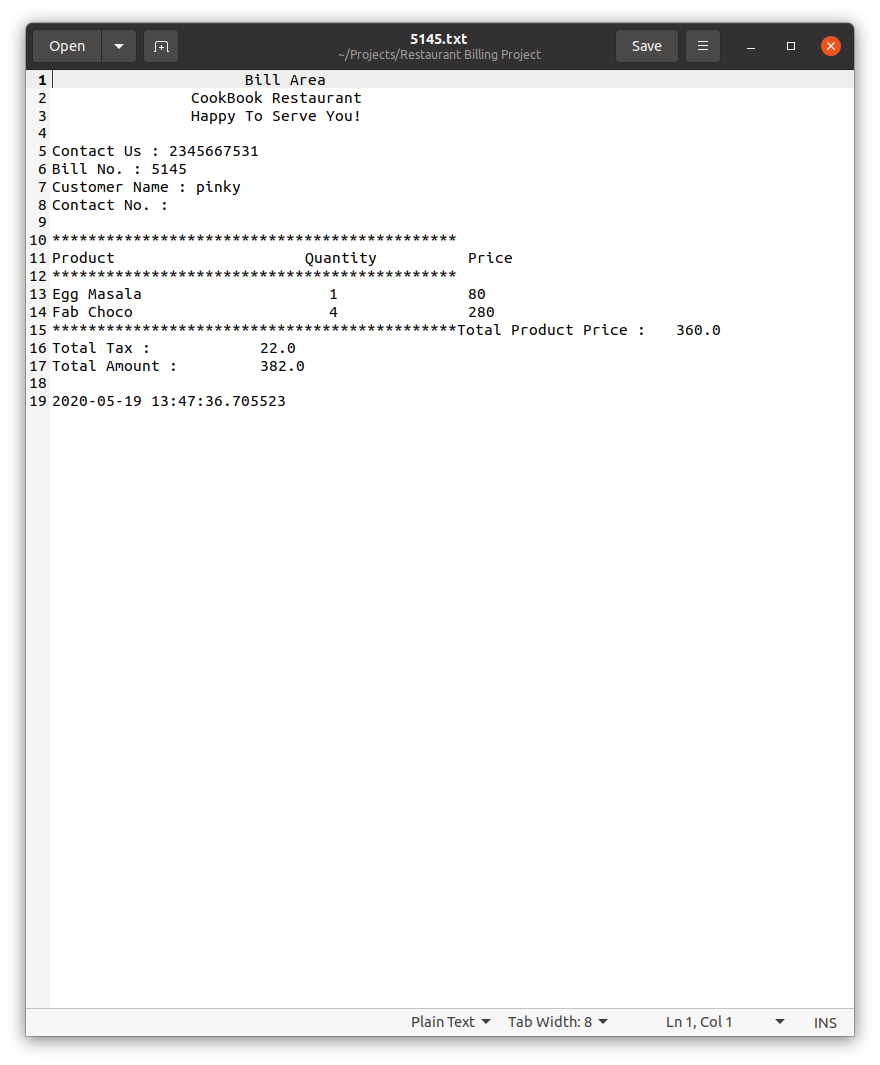 Open
5145.txt
~/Projects/Restaurant Billing Project
Save
1 Bill Area
2 CookBook Restaurant
3 Happy To Serve You!
4
5 Contact Us : 2345667531
6 Bill No. : 5145
7 Customer Name : pinky
8 Contact No. :
9
10 *********************************************
11 Product Quantity Price
12 *********************************************
13 Egg Masala 1 80
14 Fab Choco 4 280
15 *********************************************Total Product Price : 360.0
16 Total Tax : 22.0
17 Total Amount : 382.0
18
19 2020-05-19 13:47:36.705523
Plain Text Tab Width: 8 Ln 1, Col 1 INS